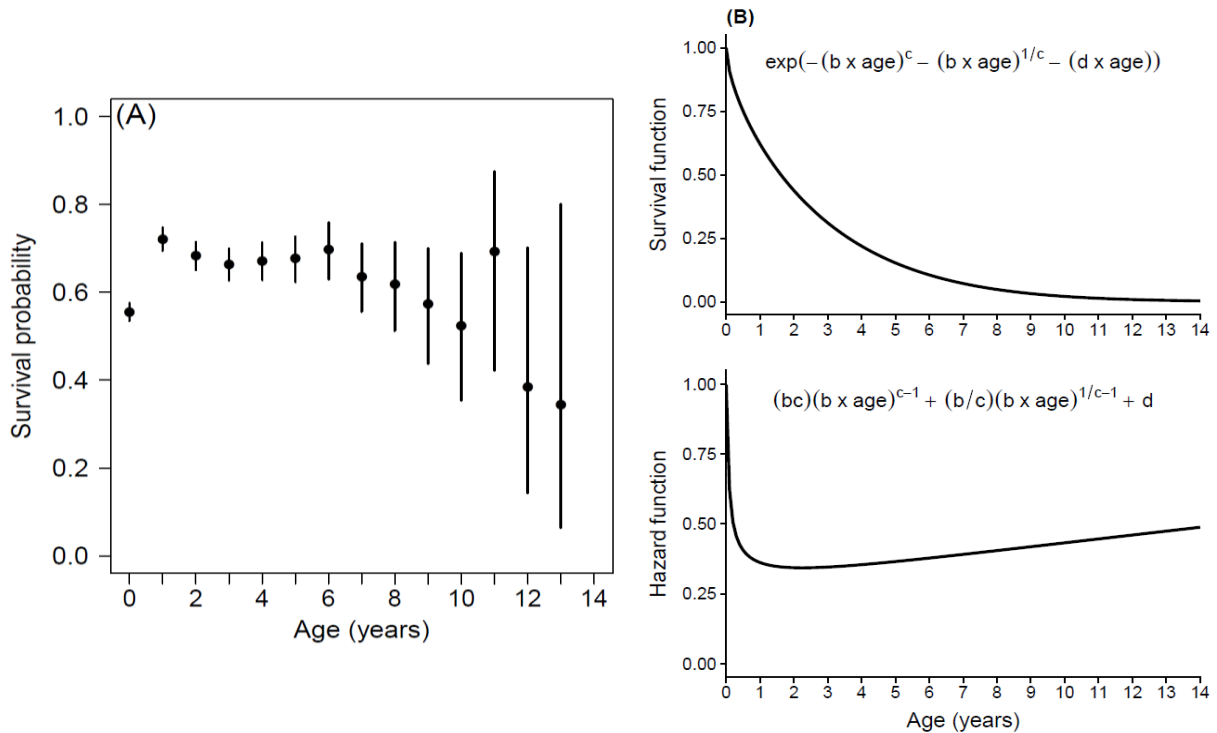 (A)
1.0
0.8
0.6
0.4
0.2
0.0
Survival probability
0 2 4 6 8 10 12 14
Age (years)
(B)
exp(−(b x age)^c − (b x age)^1/c − (d x age))
1.00
0.75
0.50
0.25
0.00
Survival function
0 1 2 3 4 5 6 7 8 9 10 11 12 13 14
(bc)(b x age)^c−1 + (b/c)(b x age)^1/c−1 + d
1.00
0.75
0.50
0.25
0.00
Hazzard function
0 1 2 3 4 5 6 7 8 9 10 11 12 13 14
Age (years)